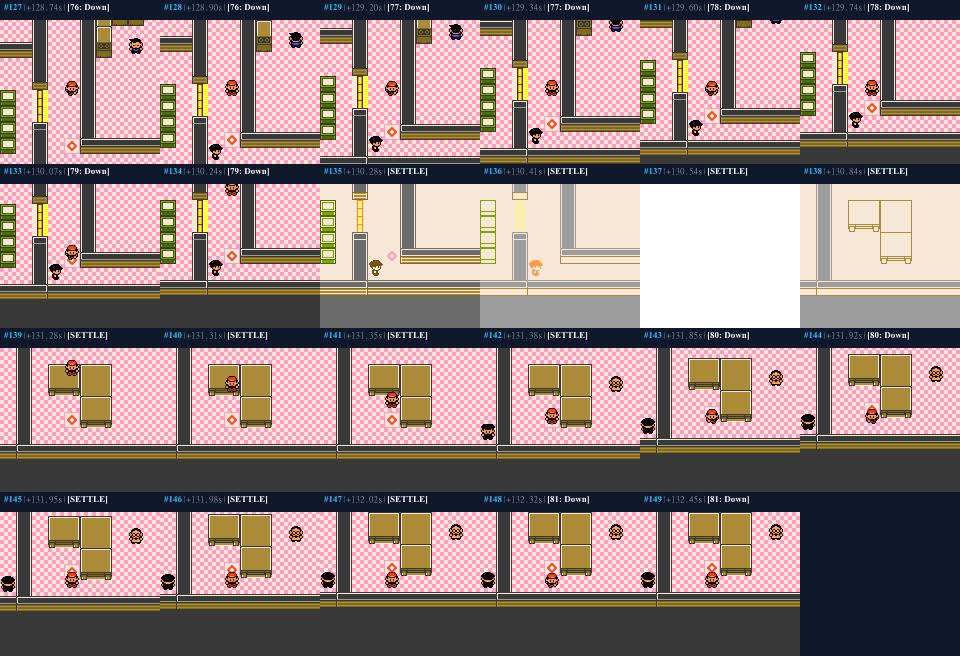 #127|+128.74s|[76: Down] #128|+128.90s|[76: Down] #129|+129.20s|[77: Down] #130|+129.34s|[77: Down] #131|+129.60s|[78: Down] #132|+129.74s|[78: Down]
#133|+130.07s|[79: Down] #134|+130.24s|[79: Down] #135|+130.28s|[SETTLE] #136|+130.41s|[SETTLE] #137|+130.54s|[SETTLE] #138|+130.84s|[SETTLE]
#139|+131.28s|[SETTLE] #140|+131.31s|[SETTLE] #141|+131.35s|[SETTLE] #142|+131.38s|[SETTLE] #143|+131.85s|[80: Down] #144|+131.92s|[80: Down]
#145|+131.95s|[SETTLE] #146|+131.98s|[SETTLE] #147|+132.02s|[SETTLE] #148|+132.32s|[81: Down] #149|+132.45s|[81: Down]